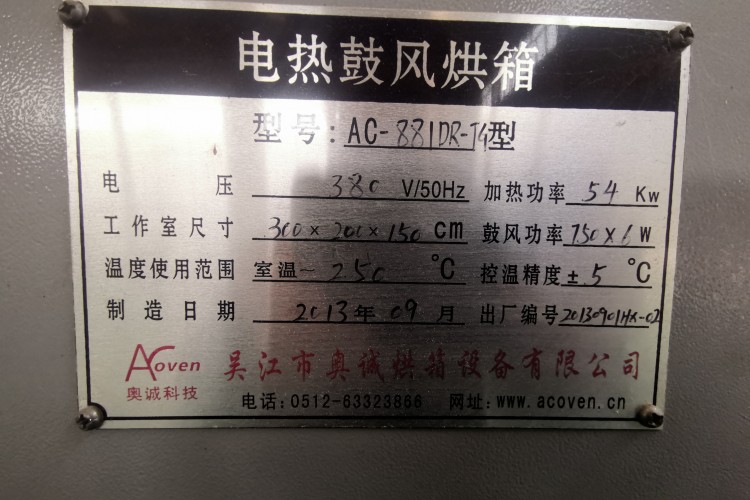 电热鼓风烘箱
型号：AC-881DR-T4型
电 压 380 V/50Hz 加热功率 54 Kw
工作室尺寸 300×200×150 cm 鼓风功率 750×6 W
温度使用范围 室温~250 ℃ 控温精度 ±.5 ℃
制造日期 2013年09月 出厂编号 20130901HX-02
ACoven 吴江市奥诚烘箱设备有限公司
奥诚科技 电话：0512-63323866 网址：www.acoven.cn